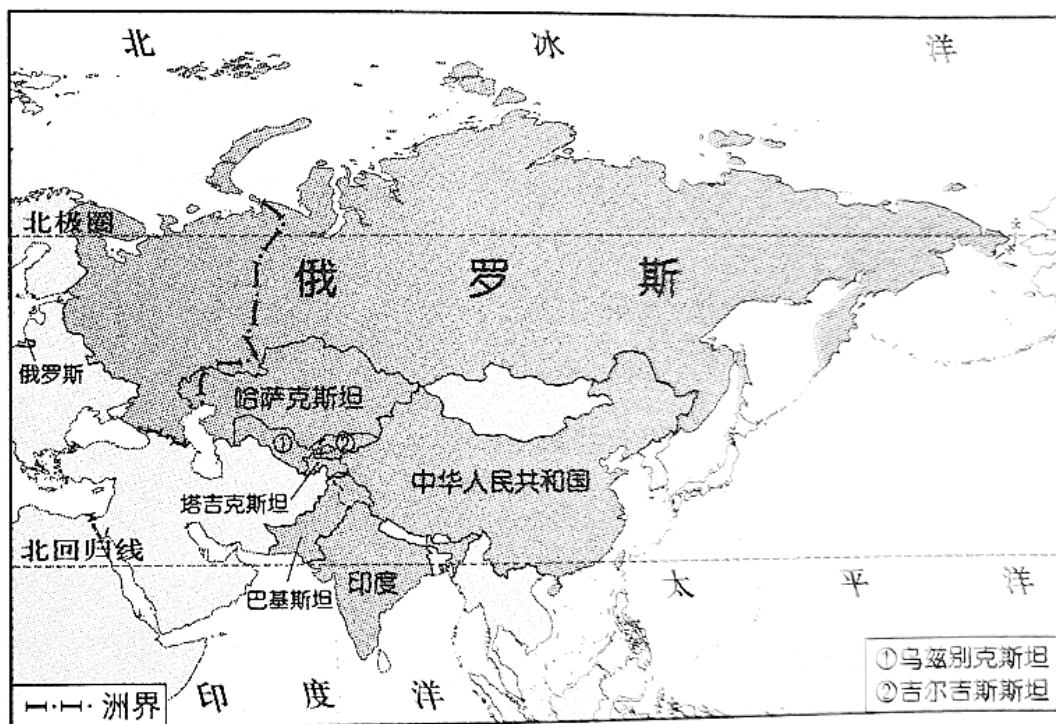 北冰洋
北极圈
俄罗斯
俄罗斯
哈萨克斯坦
① ②
中华人民共和国
塔吉克斯坦
北回归线
巴基斯坦
印度
太平洋
①乌兹别克斯坦
②吉尔吉斯斯坦
洲界
印度洋